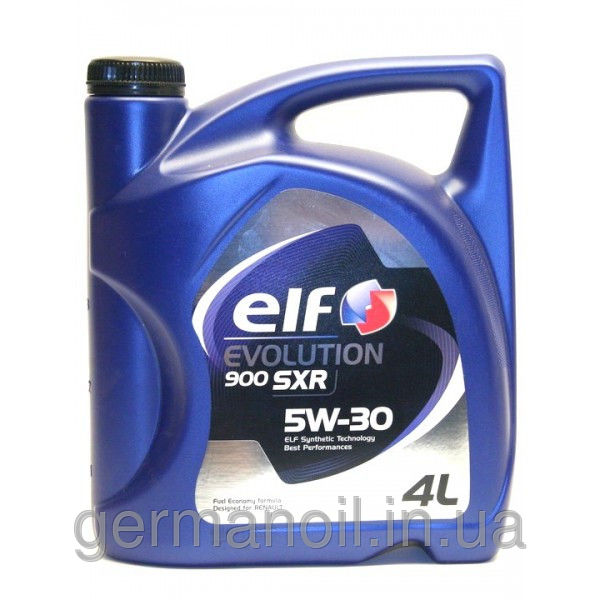 elf
EVOLUTION
900 SXR
5W-30
ELF Synthetic Technology
Best Performances
Fuel Economy formula
Designed for RENAULT
4L
germanoil.in.ua